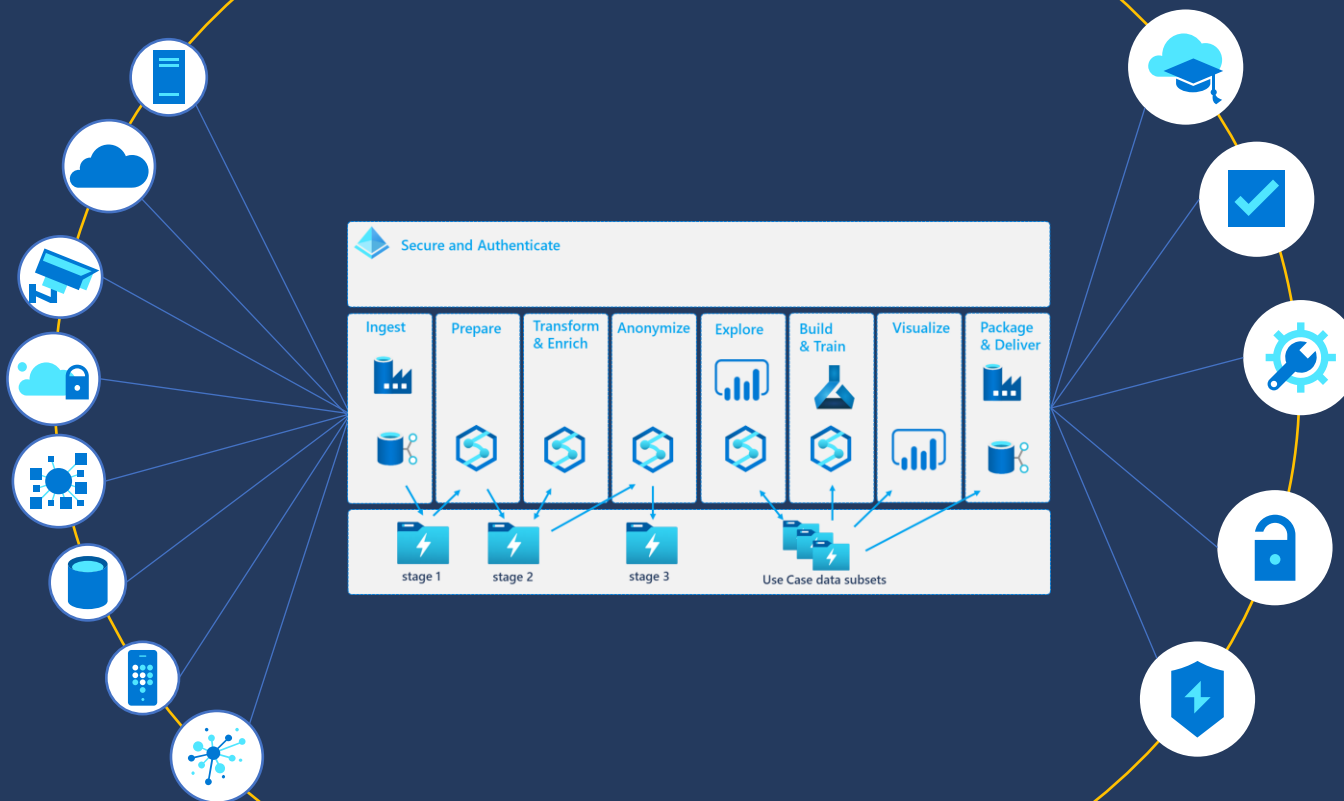 Secure and Authenticate
Ingest
Prepare
Transform
& Enrich
Anonymize
Explore
Build
& Train
Visualize
Package
& Deliver
stage 1
stage 2
stage 3
Use Case data subsets